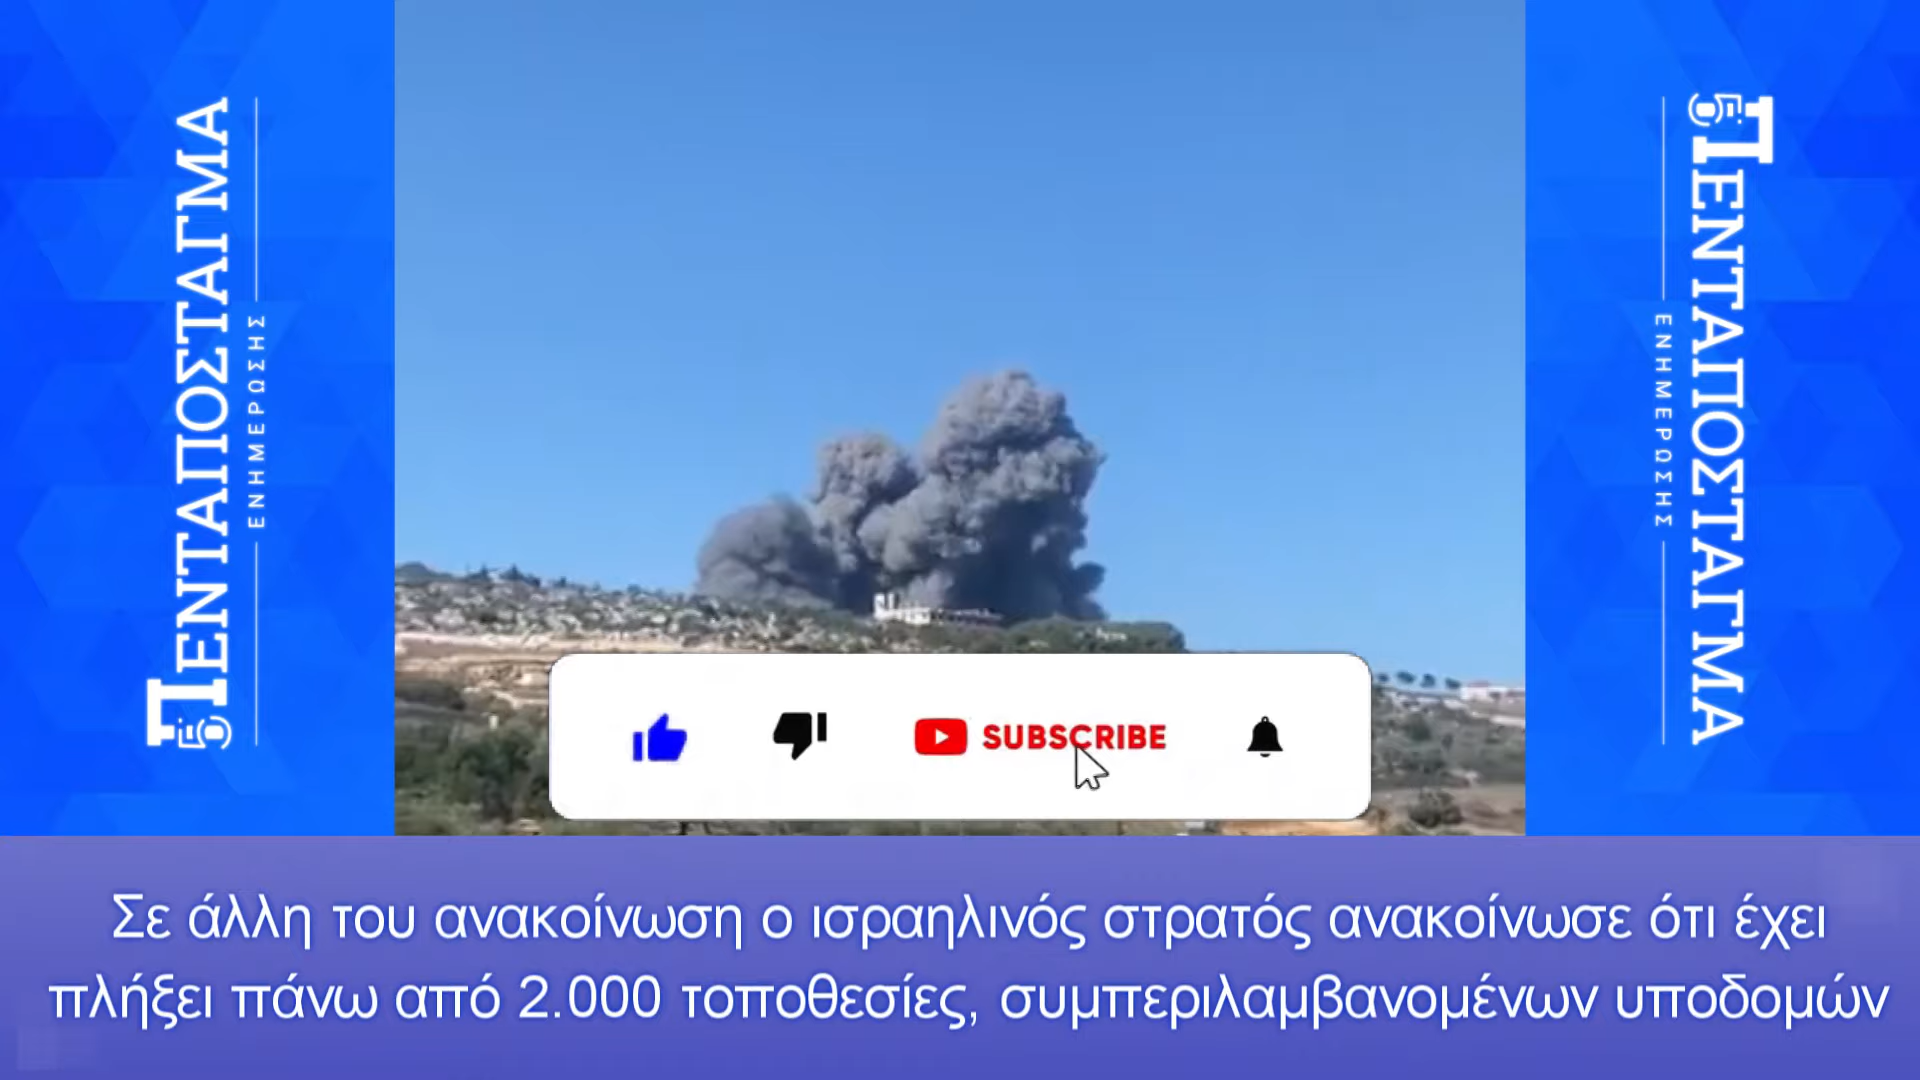 ΠΕΝΤΑΠΟΣΤΑΓΜΑ
ΕΝΗΜΕΡΩΣΗΣ
ΠΕΝΤΑΠΟΣΤΑΓΜΑ
ΕΝΗΜΕΡΩΣΗΣ
SUBSCRIBE
Σε άλλη του ανακοίνωση ο ισραηλινός στρατός ανακοίνωσε ότι έχει
πλήξει πάνω από 2.000 τοποθεσίες, συμπεριλαμβανομένων υποδομών